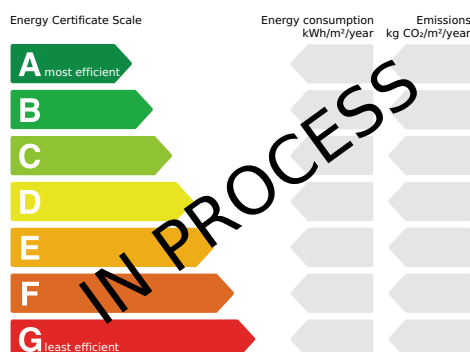 Energy Certificate Scale
Energy consumption
kWh/m²/year
Emissions
kg CO₂/m²/year
A most efficient
B
C
D
E
F
G least efficient
IN PROCESS